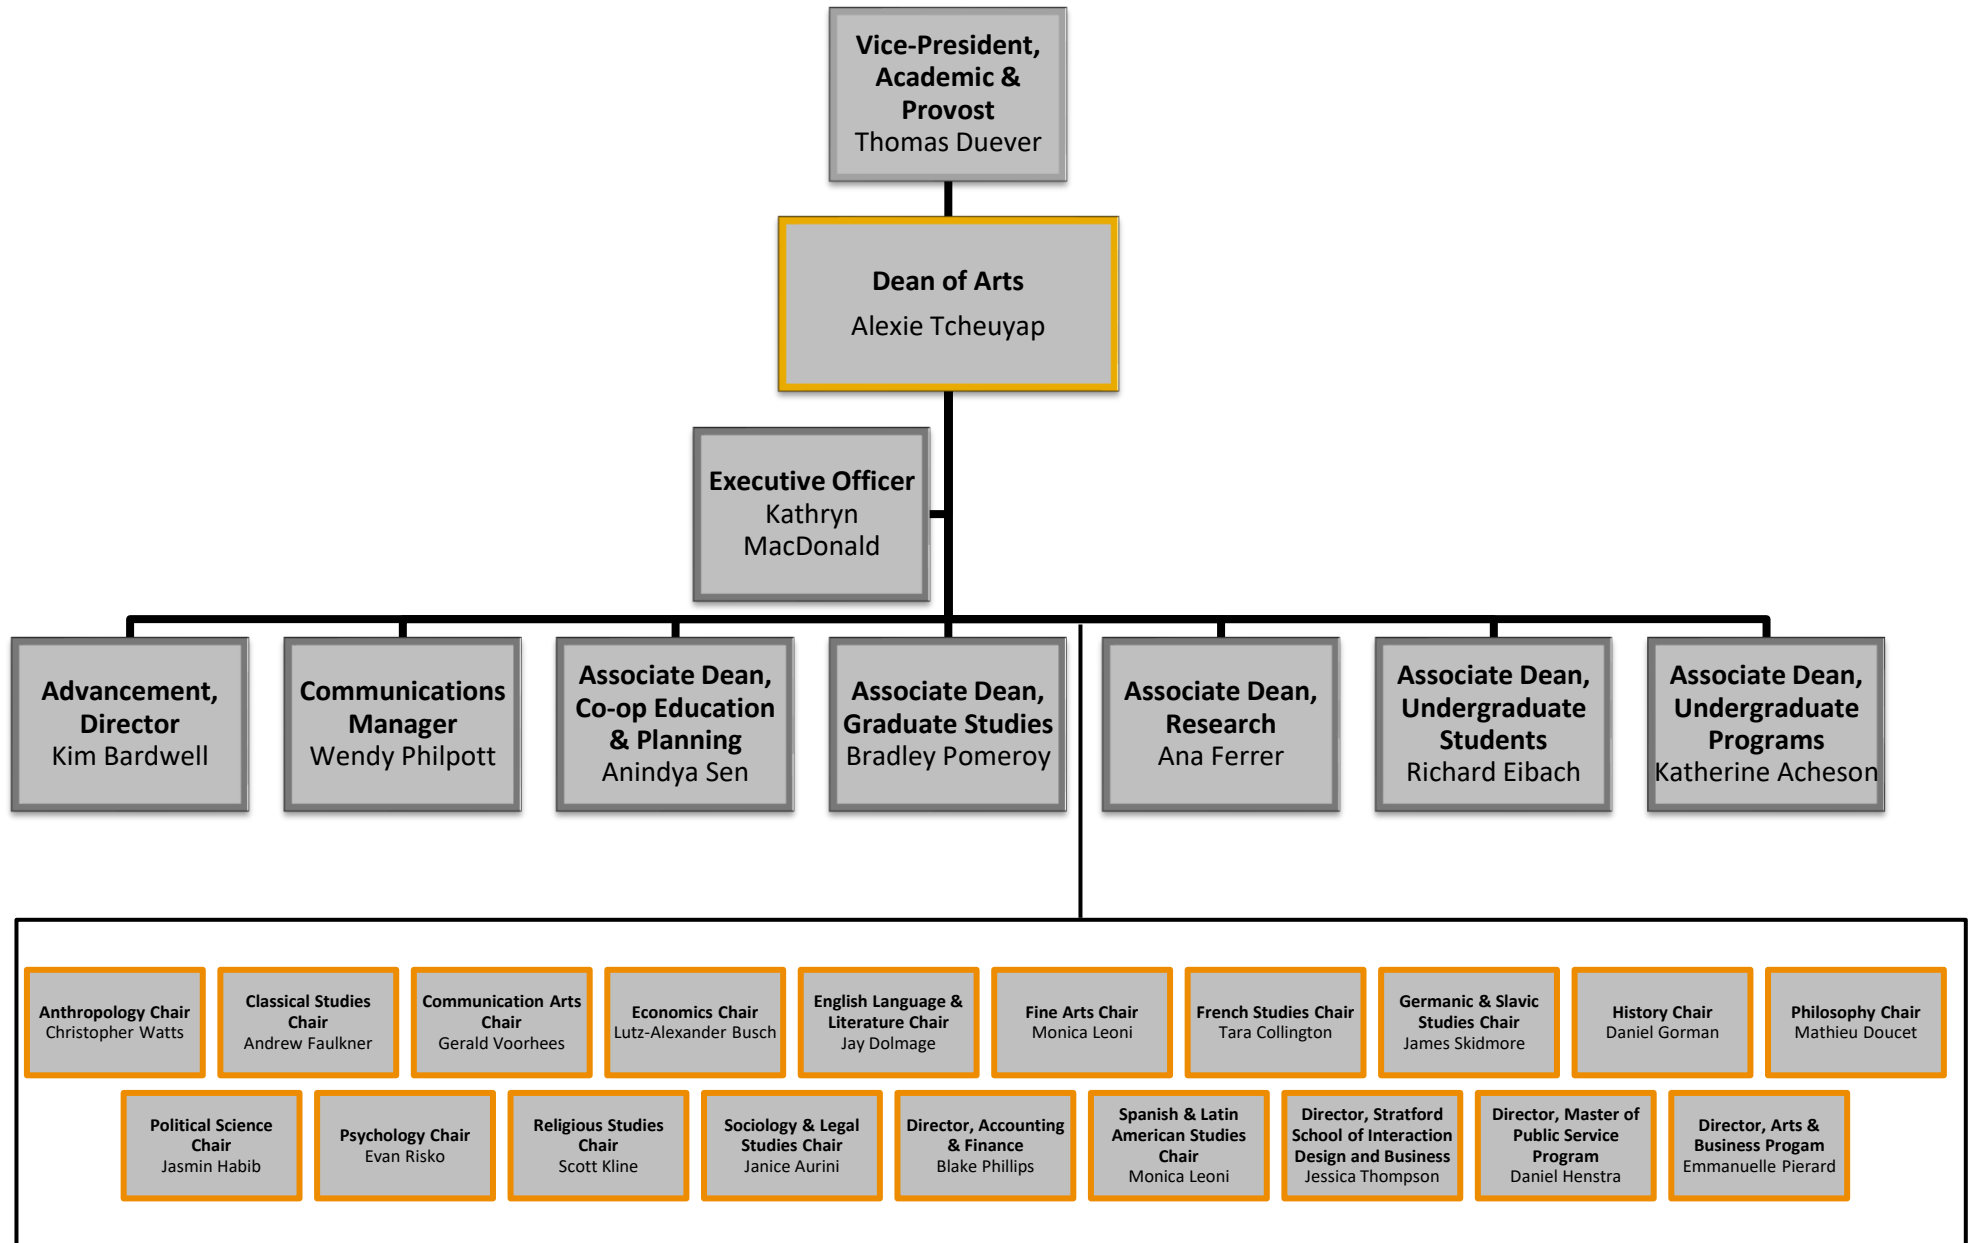 Vice-President,
Academic &
Provost
Thomas Duever
Dean of Arts
Alexie Tcheuyap
Executive Officer
Kathryn
MacDonald
Advancement,
Director
Kim Bardwell
Communications
Manager
Wendy Philpott
Associate Dean,
Co-op Education
& Planning
Anindya Sen
Associate Dean,
Graduate Studies
Bradley Pomeroy
Associate Dean,
Research
Ana Ferrer
Associate Dean,
Undergraduate
Students
Richard Eibach
Associate Dean,
Undergraduate
Programs
Katherine Acheson
Anthropology Chair
Christopher Watts
Classical Studies
Chair
Andrew Faulkner
Communication Arts
Chair
Gerald Voorhees
Economics Chair
Lutz-Alexander Busch
English Language &
Literature Chair
Jay Dolmage
Fine Arts Chair
Monica Leoni
French Studies Chair
Tara Collington
Germanic & Slavic
Studies Chair
James Skidmore
History Chair
Daniel Gorman
Philosophy Chair
Mathieu Doucet
Political Science
Chair
Jasmin Habib
Psychology Chair
Evan Risko
Religious Studies
Chair
Scott Kline
Sociology & Legal
Studies Chair
Janice Aurini
Director, Accounting
& Finance
Blake Phillips
Spanish & Latin
American Studies
Chair
Monica Leoni
Director, Stratford
School of Interaction
Design and Business
Jessica Thompson
Director, Master of
Public Service
Program
Daniel Henstra
Director, Arts &
Business Progam
Emmanuelle Pierard